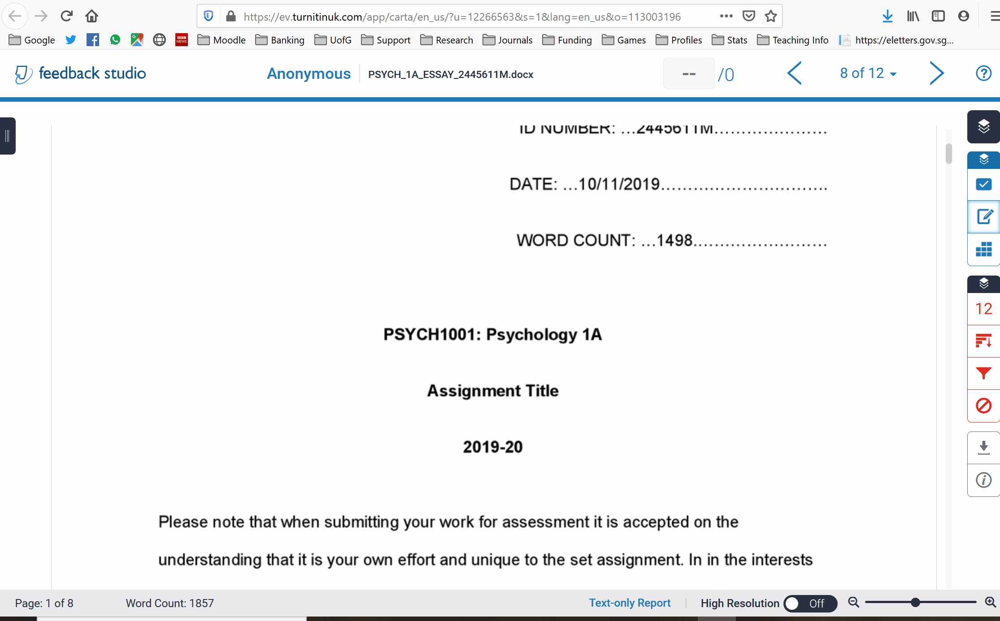 https://ev.turnitinuk.com/app/carta/en_us/?u=12266563&s=1&lang=en_us&o=113003196
Google BBC NEWS Moodle Banking UofG Support Research Journals Funding Games Profiles Stats Teaching Info https://eletters.gov.sg...
feedback studio Anonymous PSYCH_1A_ESSAY_2445611M.docx -- /0 8 of 12 ?
ID NUMBER: ...2445611M.....................
DATE: ...10/11/2019...............................
WORD COUNT: ...1498.........................
12
PSYCH1001: Psychology 1A
Assignment Title
2019-20
Please note that when submitting your work for assessment it is accepted on the
understanding that it is your own effort and unique to the set assignment. In in the interests
Page: 1 of 8 Word Count: 1857 Text-only Report High Resolution Off